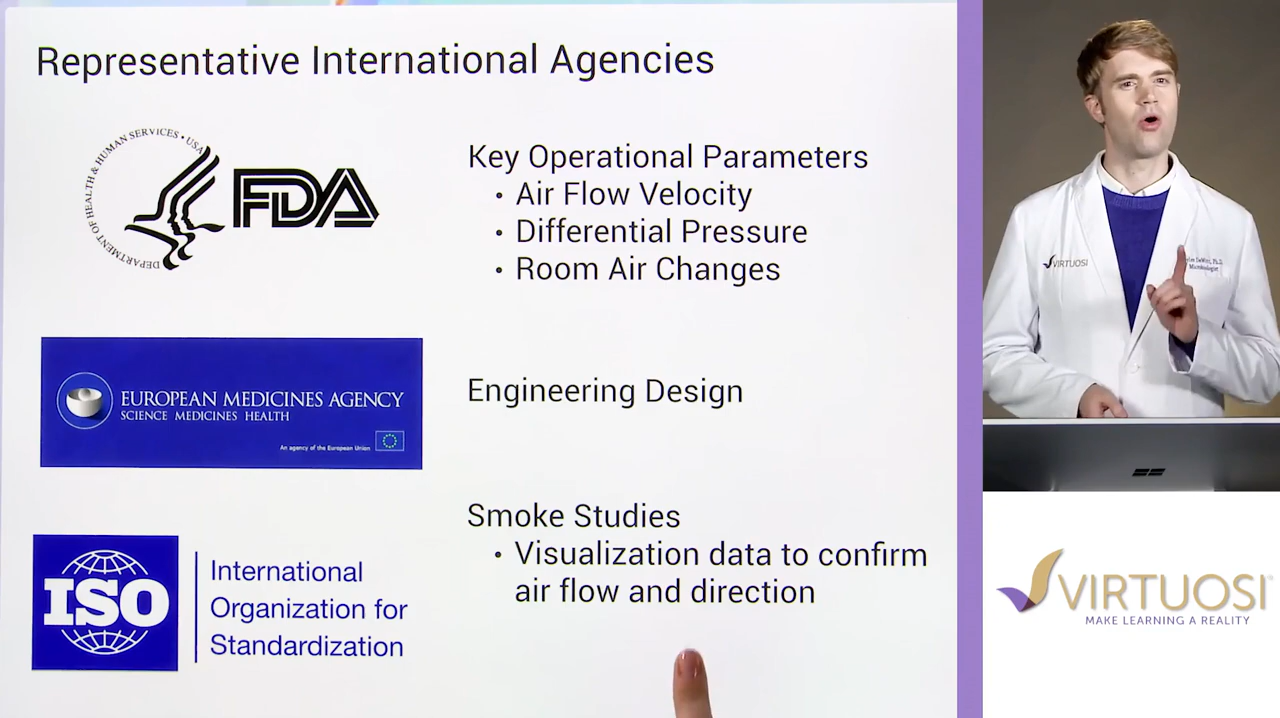 Representative International Agencies
DEPARTMENT OF HEALTH & HUMAN SERVICES • USA
FDA
Key Operational Parameters
• Air Flow Velocity
• Differential Pressure
• Room Air Changes
EUROPEAN MEDICINES AGENCY
SCIENCE MEDICINES HEALTH
An agency of the European Union
Engineering Design
Smoke Studies
• Visualization data to confirm
air flow and direction
ISO
International
Organization for
Standardization
VIRTUOSI
Ph.D.
Microbiologist
VIRTUOSI
MAKE LEARNING A REALITY